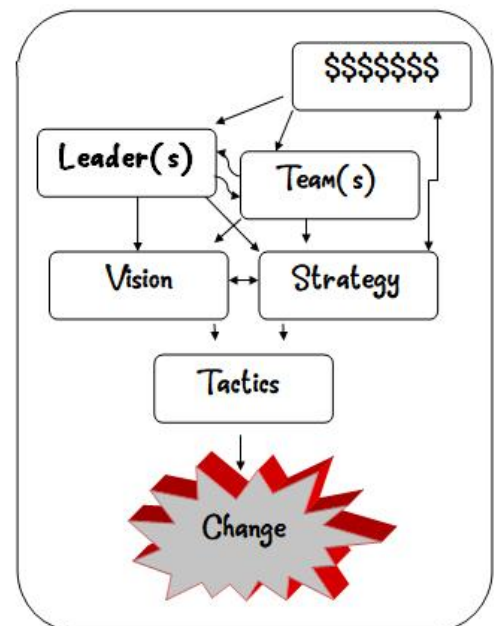 $$$$$$$
Leader(s)
Team(s)
Vision
Strategy
Tactics
Change